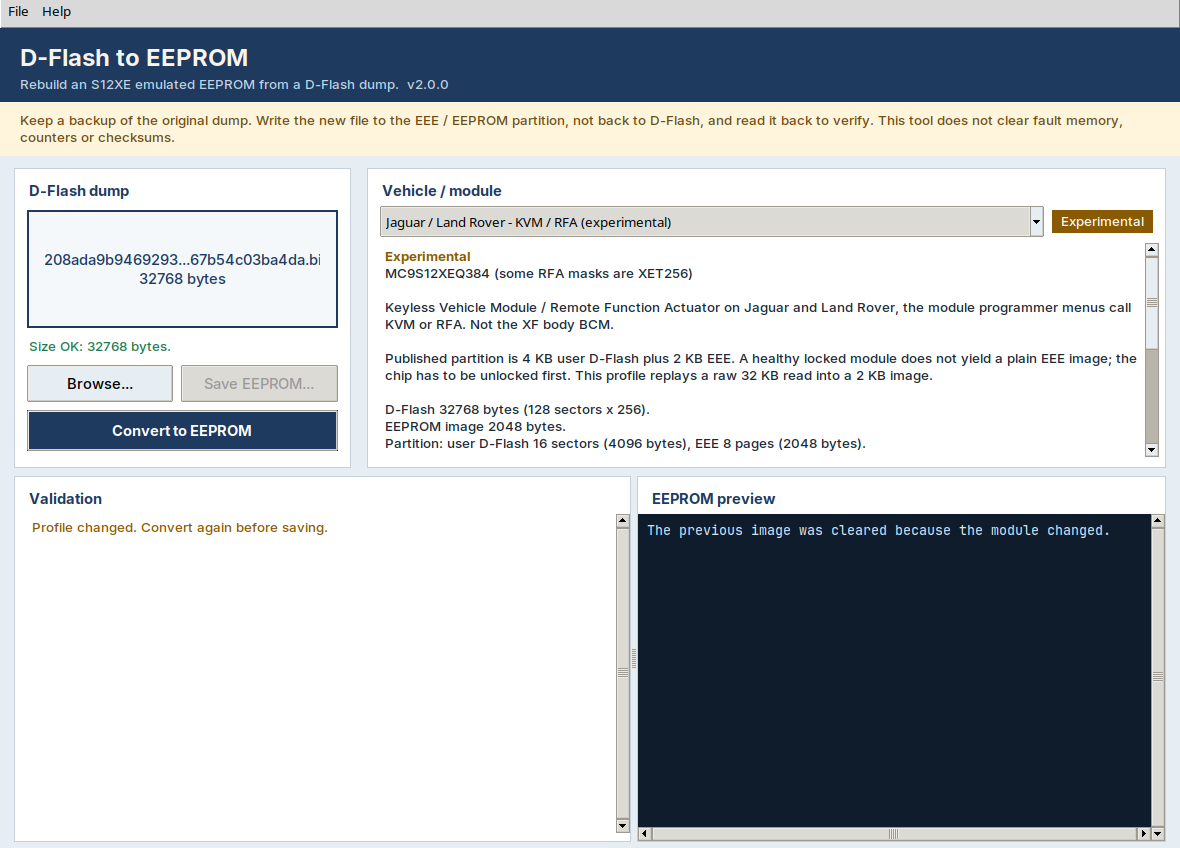 File Help
D-Flash to EEPROM
Rebuild an S12XE emulated EEPROM from a D-Flash dump. v2.0.0
Keep a backup of the original dump. Write the new file to the EEE / EEPROM partition, not back to D-Flash, and read it back to verify. This tool does not clear fault memory,
counters or checksums.
D-Flash dump
208ada9b9469293...67b54c03ba4da.bi
32768 bytes
Size OK: 32768 bytes.
Browse...
Save EEPROM...
Convert to EEPROM
Vehicle / module
Jaguar / Land Rover - KVM / RFA (experimental)
Experimental
Experimental
MC9S12XEQ384 (some RFA masks are XET256)
Keyless Vehicle Module / Remote Function Actuator on Jaguar and Land Rover, the module programmer menus call
KVM or RFA. Not the XF body BCM.
Published partition is 4 KB user D-Flash plus 2 KB EEE. A healthy locked module does not yield a plain EEE image; the
chip has to be unlocked first. This profile replays a raw 32 KB read into a 2 KB image.
D-Flash 32768 bytes (128 sectors x 256).
EEPROM image 2048 bytes.
Partition: user D-Flash 16 sectors (4096 bytes), EEE 8 pages (2048 bytes).
Validation
Profile changed. Convert again before saving.
EEPROM preview
The previous image was cleared because the module changed.